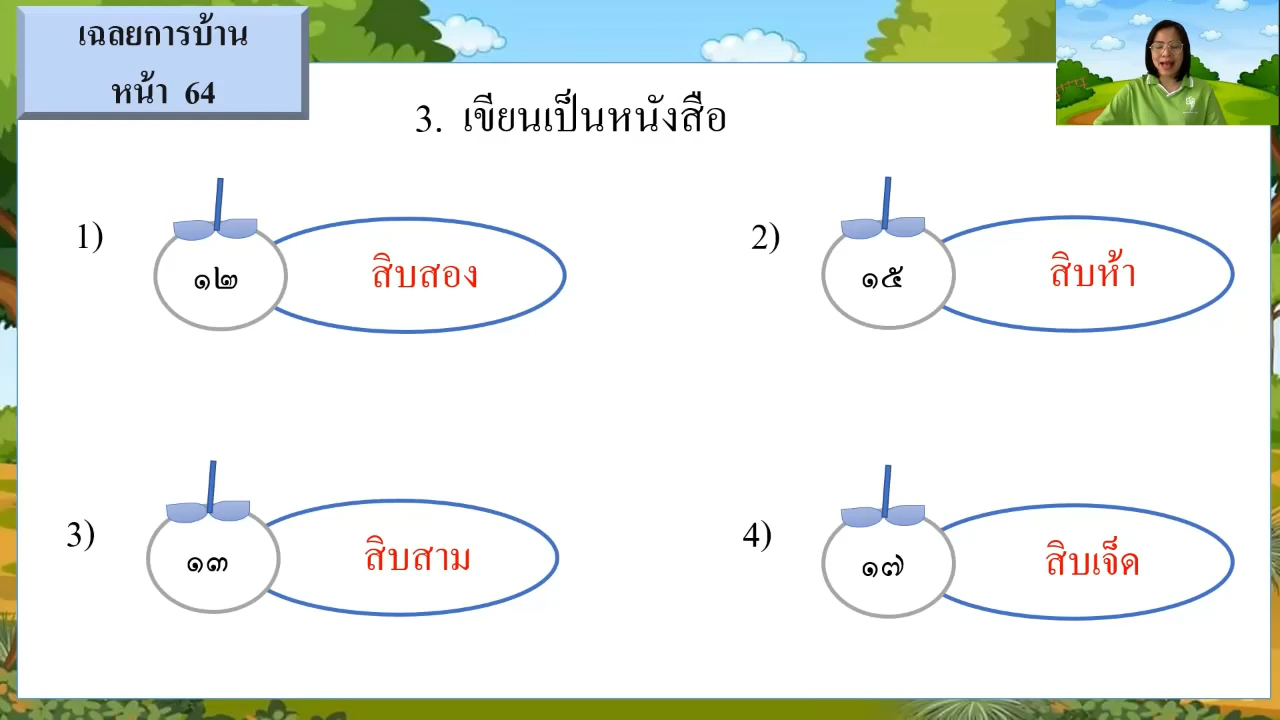 เฉลยการบ้าน
หน้า 64
3. เขียนเป็นหนังสือ
1)
๑๒
สิบสอง
2)
๑๕
สิบห้า
3)
๑๓
สิบสาม
4)
๑๗
สิบเจ็ด